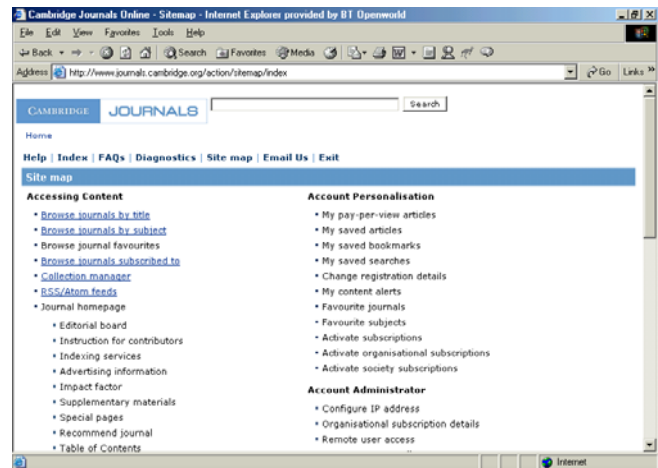 Cambridge Journals Online - Sitemap - Internet Explorer provided by BT Openworld
File Edit View Favorites Tools Help
Back Search Favorites Media
Address http://www.journals.cambridge.org/action/sitemap/index Go Links »
CAMBRIDGE JOURNALS Search
Home
Help | Index | FAQs | Diagnostics | Site map | Email Us | Exit
Site map
Accessing Content
• Browse journals by title
• Browse journals by subject
• Browse journal favourites
• Browse journals subscribed to
• Collection manager
• RSS/Atom feeds
• Journal homepage
• Editorial board
• Instruction for contributors
• Indexing services
• Advertising information
• Impact factor
• Supplementary materials
• Special pages
• Recommend journal
• Table of Contents
Account Personalisation
• My pay-per-view articles
• My saved articles
• My saved bookmarks
• My saved searches
• Change registration details
• My content alerts
• Favourite journals
• Favourite subjects
• Activate subscriptions
• Activate organisational subscriptions
• Activate society subscriptions
Account Administrator
• Configure IP address
• Organisational subscription details
• Remote user access
Internet